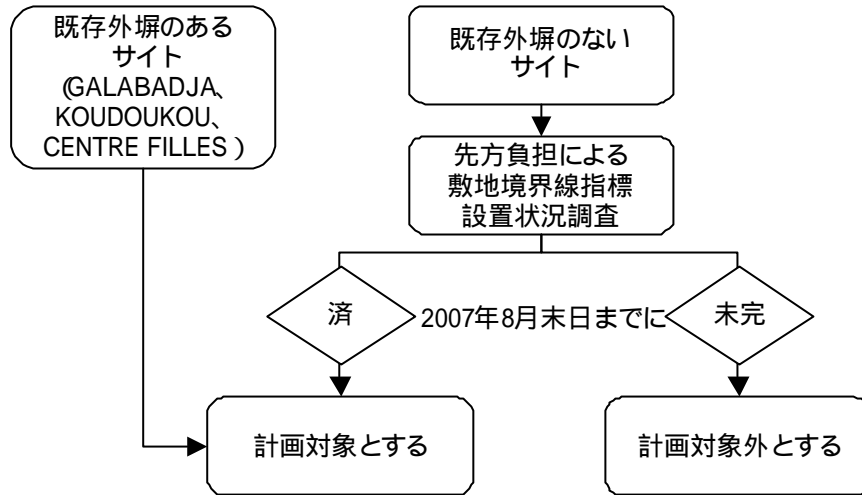 既存外塀のある
サイト
(GALABADJA、
KOUDOUKOU、
CENTRE FILLES )
既存外塀のない
サイト
先方負担による
敷地境界線指標
設置状況調査
済
2007年8月末日までに
未完
計画対象とする
計画対象外とする